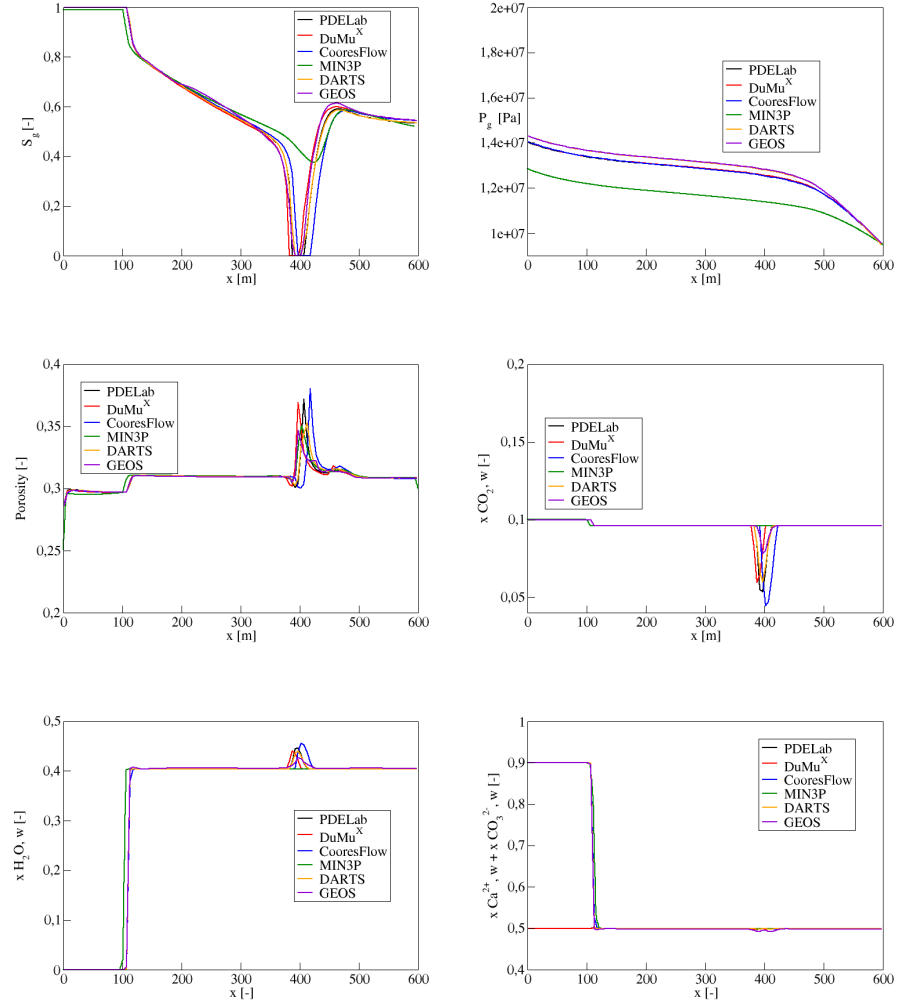 1
0,8
0,6
0,4
0,2
0
S_g [-]
0 100 200 300 400 500 600
x [m]
PDELab
DuMu^X
CooresFlow
MIN3P
DARTS
GEOS
2e+07
1,8e+07
1,6e+07
1,4e+07
1,2e+07
1e+07
P_g [Pa]
0 100 200 300 400 500 600
x [m]
PDELab
DuMu^X
CooresFlow
MIN3P
DARTS
GEOS
0,4
0,35
0,3
0,25
0,2
Porosity [-]
0 100 200 300 400 500 600
x [m]
PDELab
DuMu^X
CooresFlow
MIN3P
DARTS
GEOS
0,2
0,15
0,1
0,05
x CO_2, w [-]
0 100 200 300 400 500 600
x [m]
PDELab
DuMu^X
CooresFlow
MIN3P
DARTS
GEOS
0,5
0,4
0,3
0,2
0,1
0
x H_2O, w [-]
0 100 200 300 400 500 600
x [-]
PDELab
DuMu^X
CooresFlow
MIN3P
DARTS
GEOS
1
0,9
0,8
0,7
0,6
0,5
0,4
x Ca^2+, w + x CO_3^2-, w [-]
0 100 200 300 400 500 600
x [-]
PDELab
DuMu^X
CooresFlow
MIN3P
DARTS
GEOS